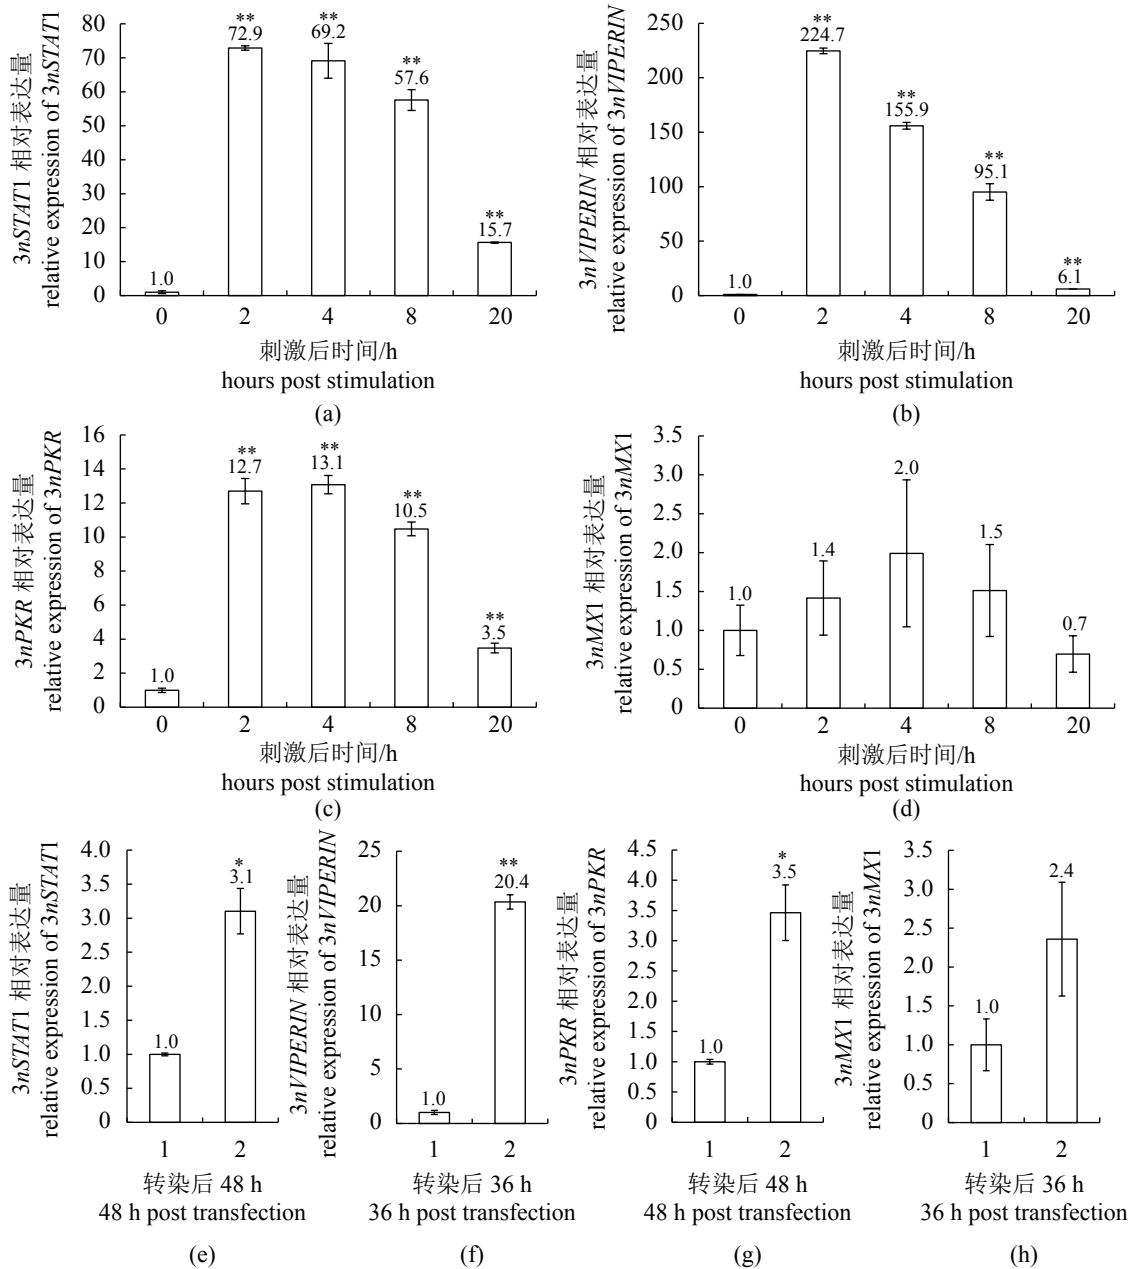 3nSTAT1 相对表达量
relative expression of 3nSTAT1
80
70
60
50
40
30
20
10
0
1.0
**
72.9
**
69.2
**
57.6
**
15.7
0 2 4 8 20
刺激后时间/h
hours post stimulation
(a)
3nVIPERIN 相对表达量
relative expression of 3nVIPERIN
250
200
150
100
50
0
1.0
**
224.7
**
155.9
**
95.1
**
6.1
0 2 4 8 20
刺激后时间/h
hours post stimulation
(b)
3nPKR 相对表达量
relative expression of 3nPKR
16
14
12
10
8
6
4
2
0
1.0
**
12.7
**
13.1
**
10.5
**
3.5
0 2 4 8 20
刺激后时间/h
hours post stimulation
(c)
3nMX1 相对表达量
relative expression of 3nMX1
3.5
3.0
2.5
2.0
1.5
1.0
0.5
0
1.0
1.4
2.0
1.5
0.7
0 2 4 8 20
刺激后时间/h
hours post stimulation
(d)
3nSTAT1 相对表达量
relative expression of 3nSTAT1
4.0
3.5
3.0
2.5
2.0
1.5
1.0
0.5
0
1.0
*
3.1
1 2
转染后 48 h
48 h post transfection
(e)
3nVIPERIN 相对表达量
relative expression of 3nVIPERIN
25
20
15
10
5
0
1.0
**
20.4
1 2
转染后 36 h
36 h post transfection
(f)
3nPKR 相对表达量
relative expression of 3nPKR
4.5
4.0
3.5
3.0
2.5
2.0
1.5
1.0
0.5
0
1.0
*
3.5
1 2
转染后 48 h
48 h post transfection
(g)
3nMX1 相对表达量
relative expression of 3nMX1
3.5
3.0
2.5
2.0
1.5
1.0
0.5
0
1.0
2.4
1 2
转染后 36 h
36 h post transfection
(h)